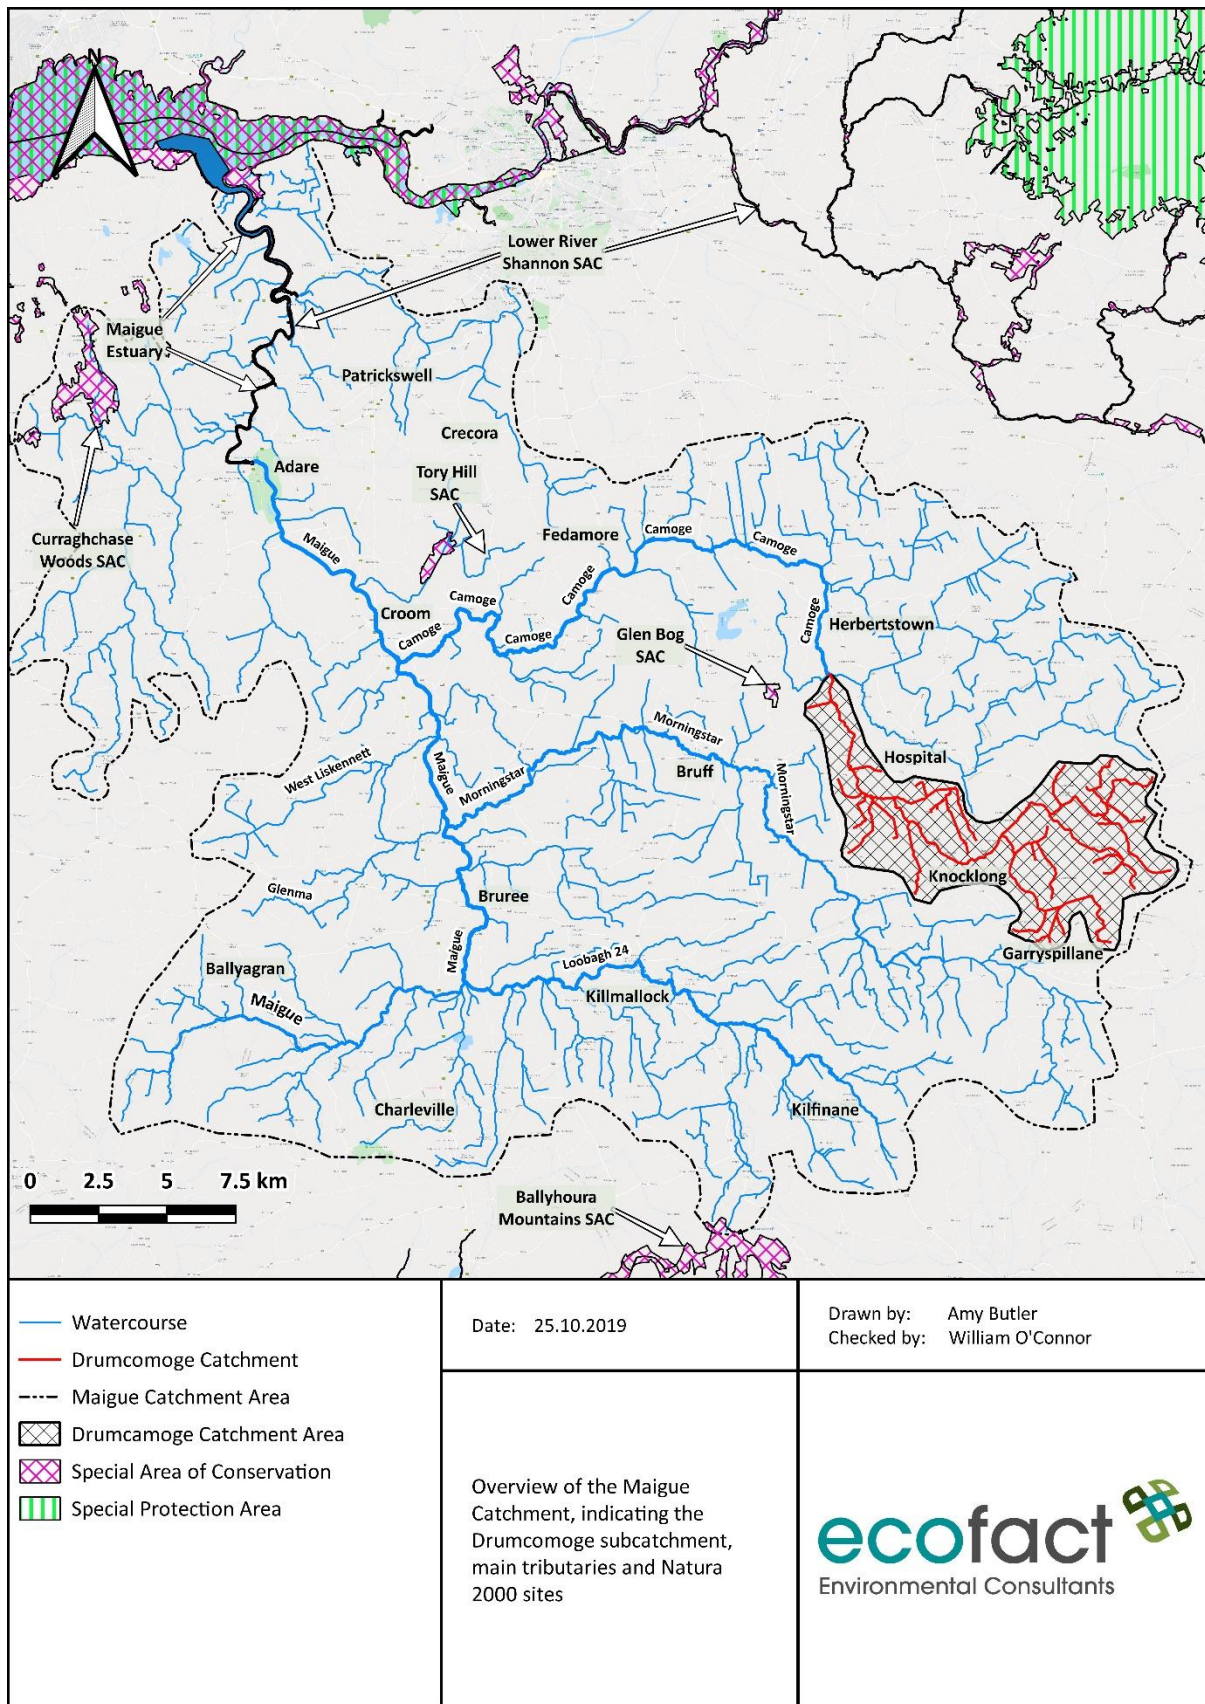 N
Lower River
Shannon SAC
Maigue
Estuary
Patrickswell
Crecora
Adare
Tory Hill
SAC
Curraghchase
Woods SAC
Maigue
Fedamore
Camoge
Camoge
Camoge
Camoge
Croom
Camoge
Camoge
Camoge
Herbertstown
Glen Bog
SAC
West Liskennett
Maigue
Morningstar
Morningstar
Bruff
Morningstar
Hospital
Knocklong
Glenma
Bruree
Garryspillane
Ballyagran
Maigue
Maigue
Loobagh 24
Killmallock
Charleville
Kilfinane
0 2.5 5 7.5 km
Ballyhoura
Mountains SAC
Watercourse
Drumcomoge Catchment
Maigue Catchment Area
Drumcamoge Catchment Area
Special Area of Conservation
Special Protection Area
Date: 25.10.2019
Drawn by: Amy Butler
Checked by: William O'Connor
Overview of the Maigue
Catchment, indicating the
Drumcomoge subcatchment,
main tributaries and Natura
2000 sites
ecofact
Environmental Consultants